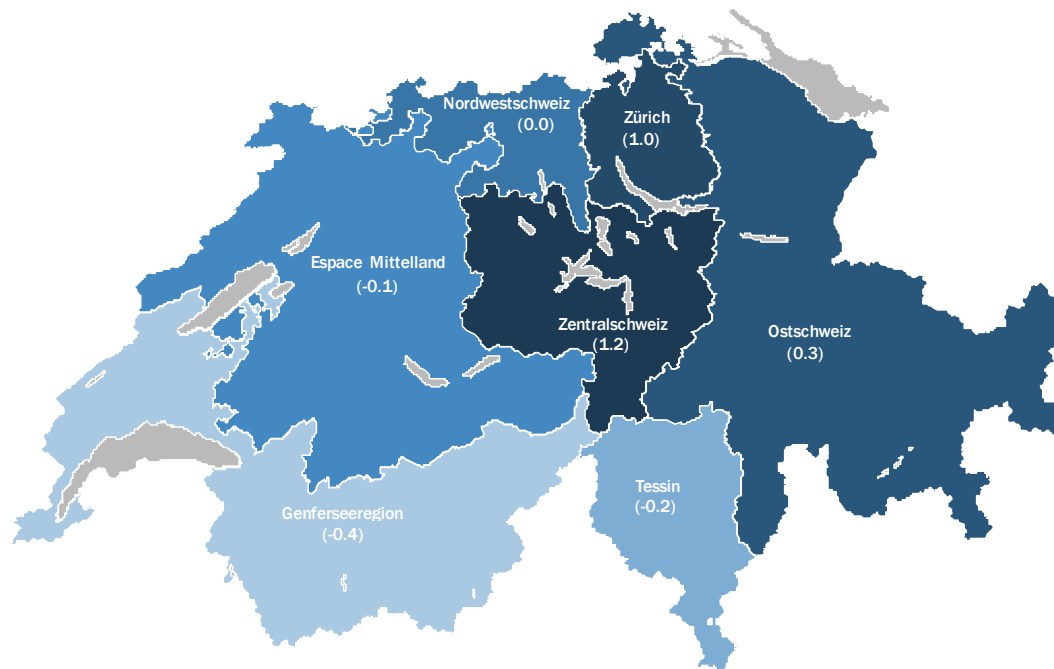 Nordwestschweiz
(0.0)
Zürich
(1.0)
Espace Mittelland
(-0.1)
Zentralschweiz
(1.2)
Ostschweiz
(0.3)
Genferseeregion
(-0.4)
Tessin
(-0.2)